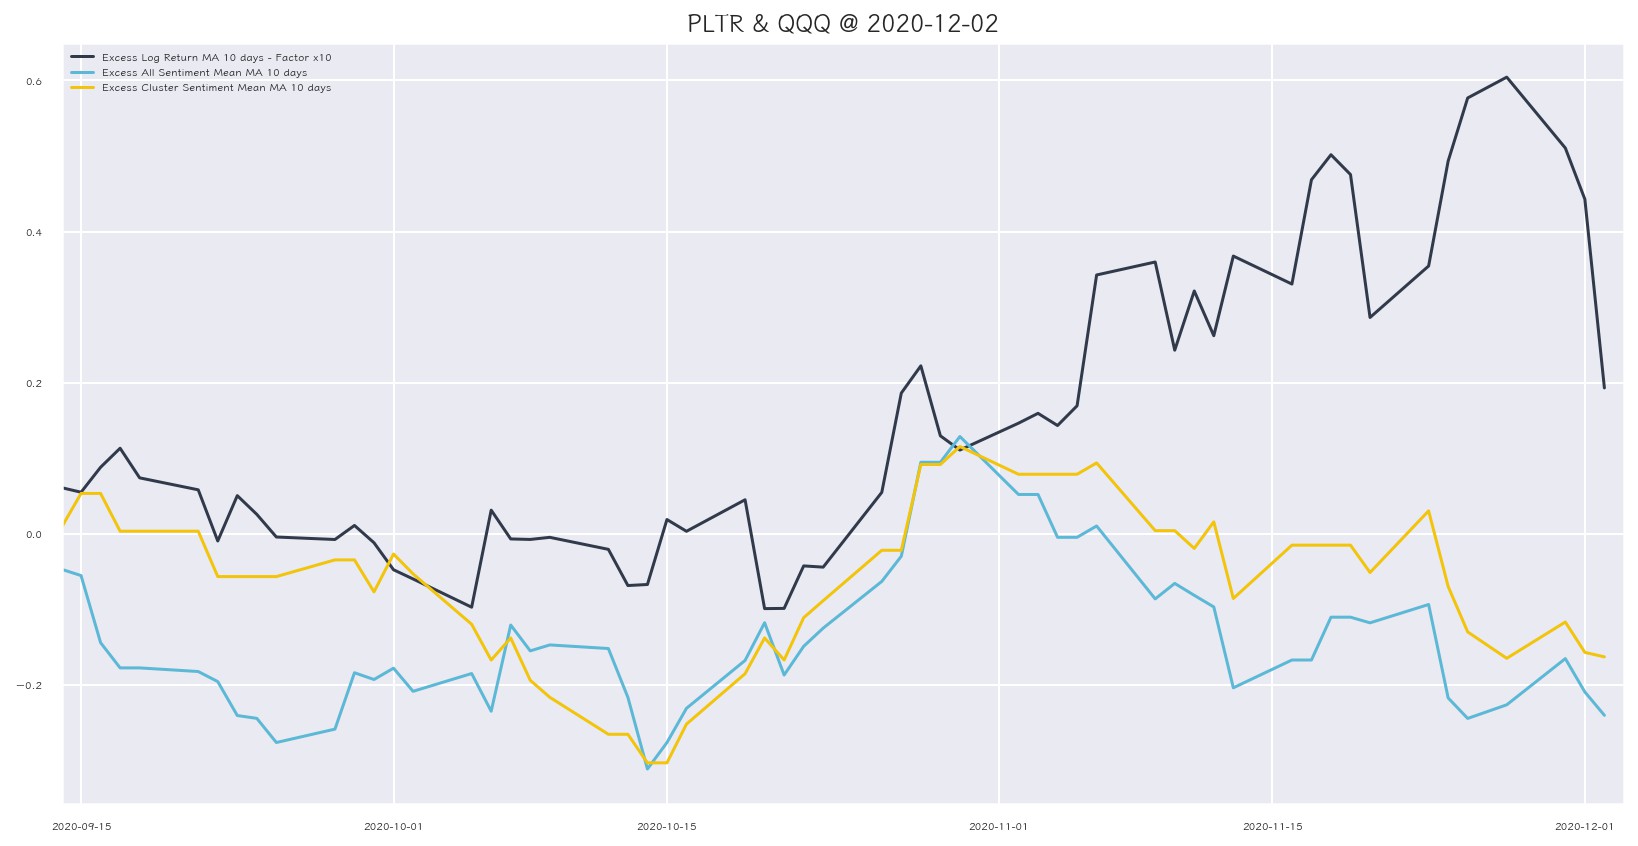 PLTR & QQQ @ 2020-12-02
Excess Log Return MA 10 days - Factor x10
Excess All Sentiment Mean MA 10 days
Excess Cluster Sentiment Mean MA 10 days
0.6
0.4
0.2
0.0
−0.2
2020-09-15 2020-10-01 2020-10-15 2020-11-01 2020-11-15 2020-12-01